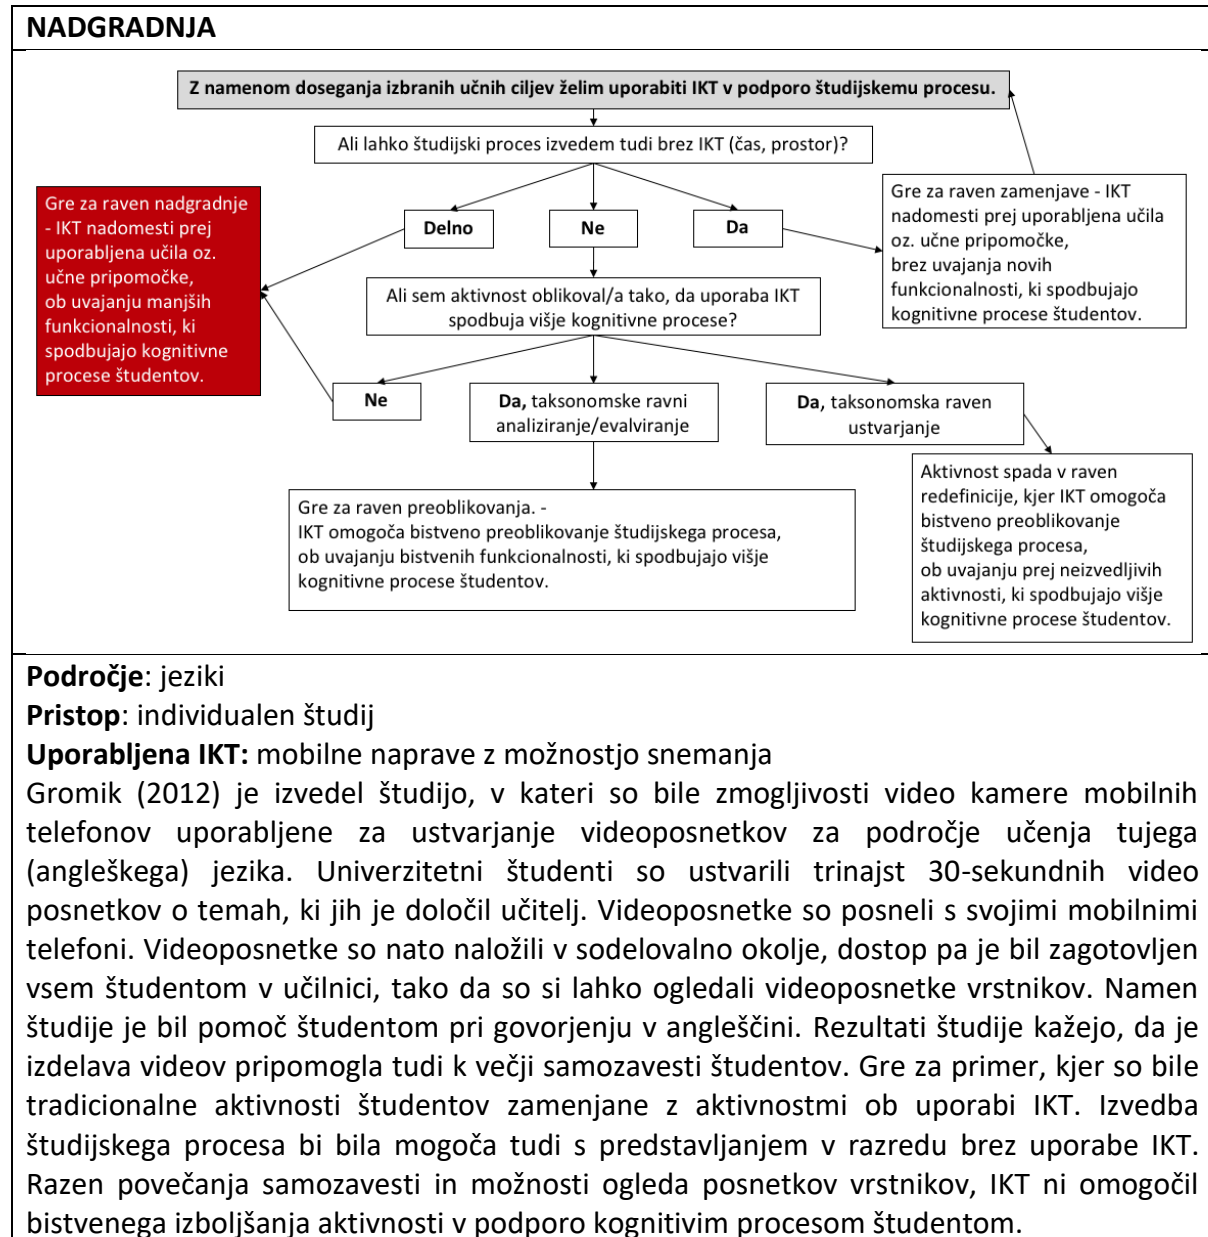 NADGRADNJA
Z namenom doseganja izbranih učnih ciljev želim uporabiti IKT v podporo študijskemu procesu.
Ali lahko študijski proces izvedem tudi brez IKT (čas, prostor)?
Delno
Ne
Da
Gre za raven nadgradnje
- IKT nadomesti prej
uporabljena učila oz.
učne pripomočke,
ob uvajanju manjših
funkcionalnosti, ki
spodbujajo kognitivne
procese študentov.
Gre za raven zamenjave - IKT
nadomesti prej uporabljena učila
oz. učne pripomočke,
brez uvajanja novih
funkcionalnosti, ki spodbujajo
kognitivne procese študentov.
Ali sem aktivnost oblikoval/a tako, da uporaba IKT
spodbuja višje kognitivne procese?
Ne
Da, taksonomske ravni
analiziranje/evalviranje
Da, taksonomska raven
ustvarjanje
Gre za raven preoblikovanja. -
IKT omogoča bistveno preoblikovanje študijskega procesa,
ob uvajanju bistvenih funkcionalnosti, ki spodbujajo višje
kognitivne procese študentov.
Aktivnost spada v raven
redefinicije, kjer IKT omogoča
bistveno preoblikovanje
študijskega procesa,
ob uvajanju prej neizvedljivih
aktivnosti, ki spodbujajo višje
kognitivne procese študentov.
Področje: jeziki
Pristop: individualen študij
Uporabljena IKT: mobilne naprave z možnostjo snemanja
Gromik (2012) je izvedel študijo, v kateri so bile zmogljivosti video kamere mobilnih
telefonov uporabljene za ustvarjanje videoposnetkov za področje učenja tujega
(angleškega) jezika. Univerzitetni študenti so ustvarili trinajst 30-sekundnih video
posnetkov o temah, ki jih je določil učitelj. Videoposnetke so posneli s svojimi mobilnimi
telefoni. Videoposnetke so nato naložili v sodelovalno okolje, dostop pa je bil zagotovljen
vsem študentom v učilnici, tako da so si lahko ogledali videoposnetke vrstnikov. Namen
študije je bil pomoč študentom pri govorjenju v angleščini. Rezultati študije kažejo, da je
izdelava videov pripomogla tudi k večji samozavesti študentov. Gre za primer, kjer so bile
tradicionalne aktivnosti študentov zamenjane z aktivnostmi ob uporabi IKT. Izvedba
študijskega procesa bi bila mogoča tudi s predstavljanjem v razredu brez uporabe IKT.
Razen povečanja samozavesti in možnosti ogleda posnetkov vrstnikov, IKT ni omogočil
bistvenega izboljšanja aktivnosti v podporo kognitivim procesom študentom.